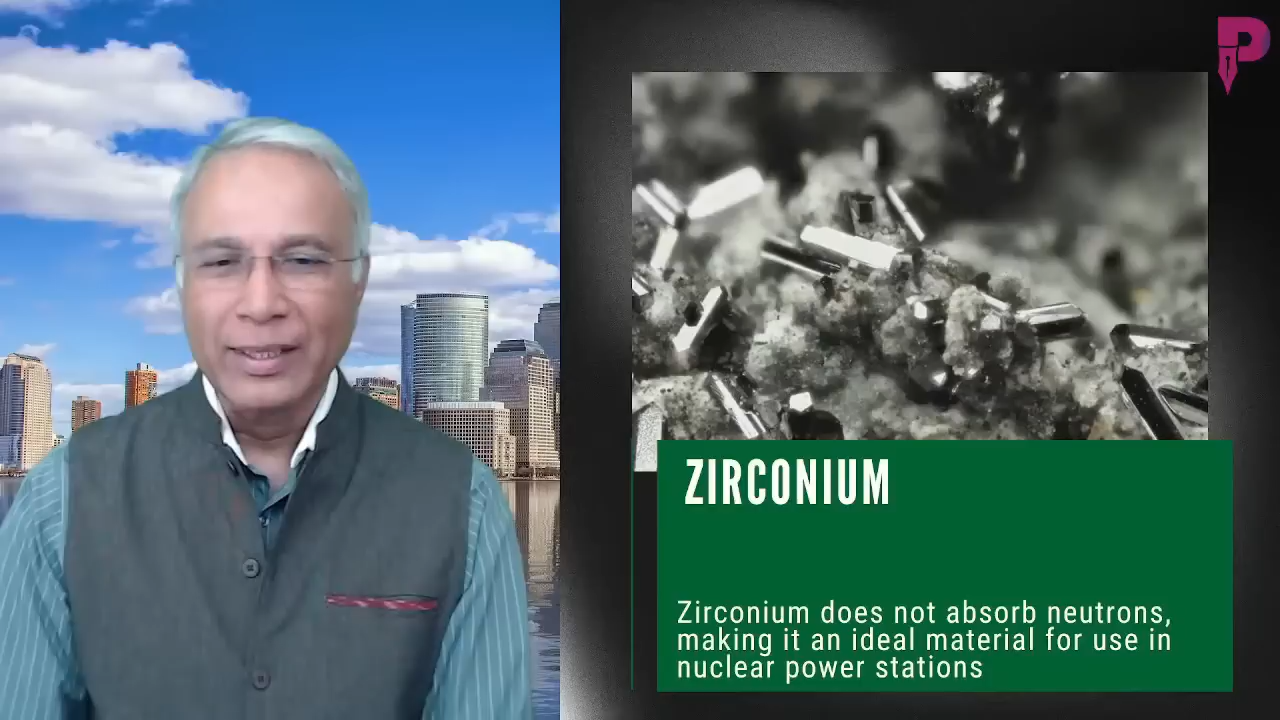 ZIRCONIUM
Zirconium does not absorb neutrons,
making it an ideal material for use in
nuclear power stations